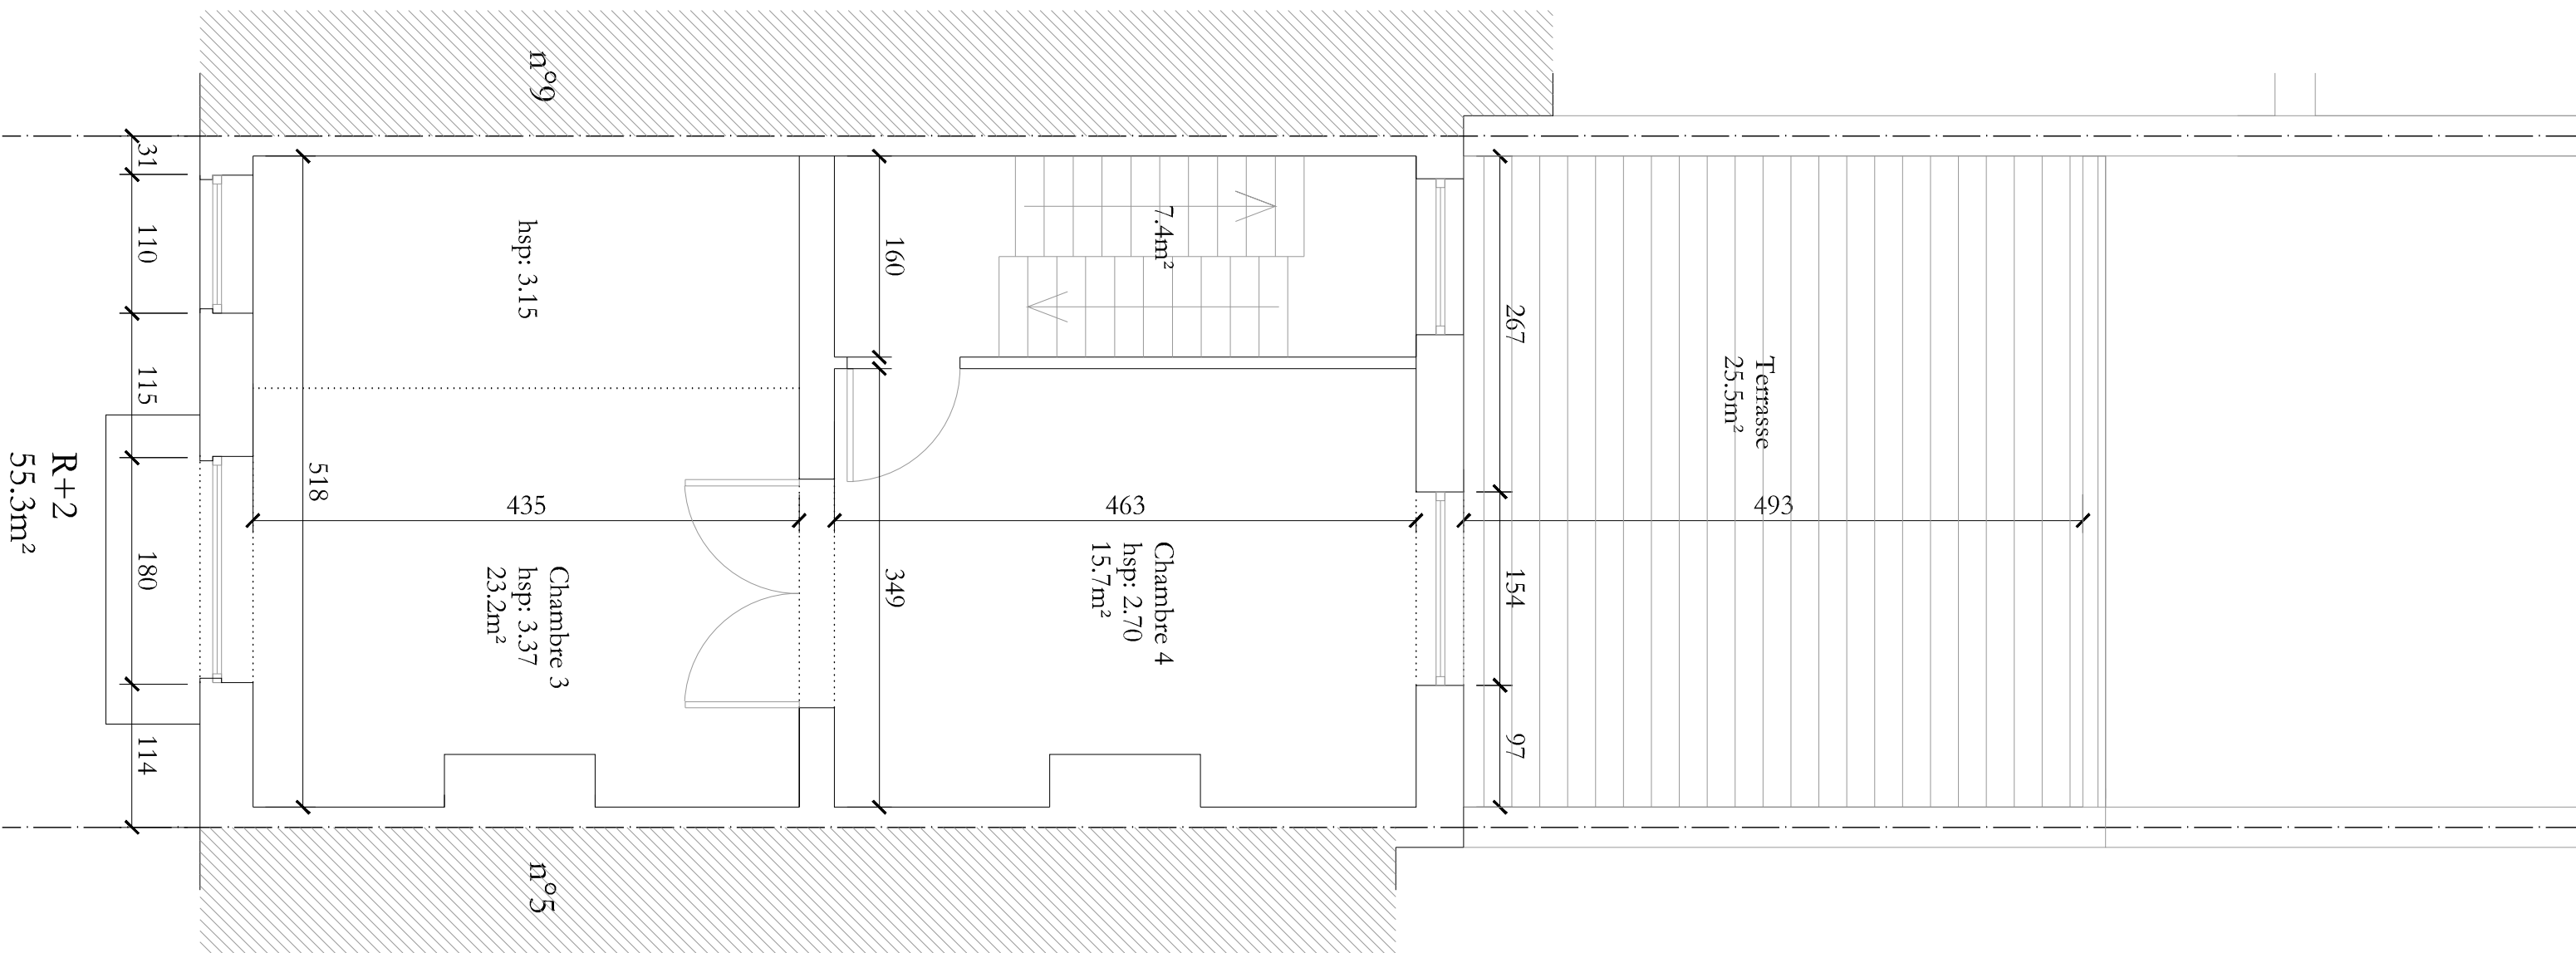 n°9
31
110
115
180
114
R+2
55.3m²
518
hsp: 3.15
435
Chambre 3
hsp: 3.37
23.2m²
160
7.4m²
349
463
Chambre 4
hsp: 2.70
15.7m²
267
154
97
Terrasse
25.5m²
493
n°5